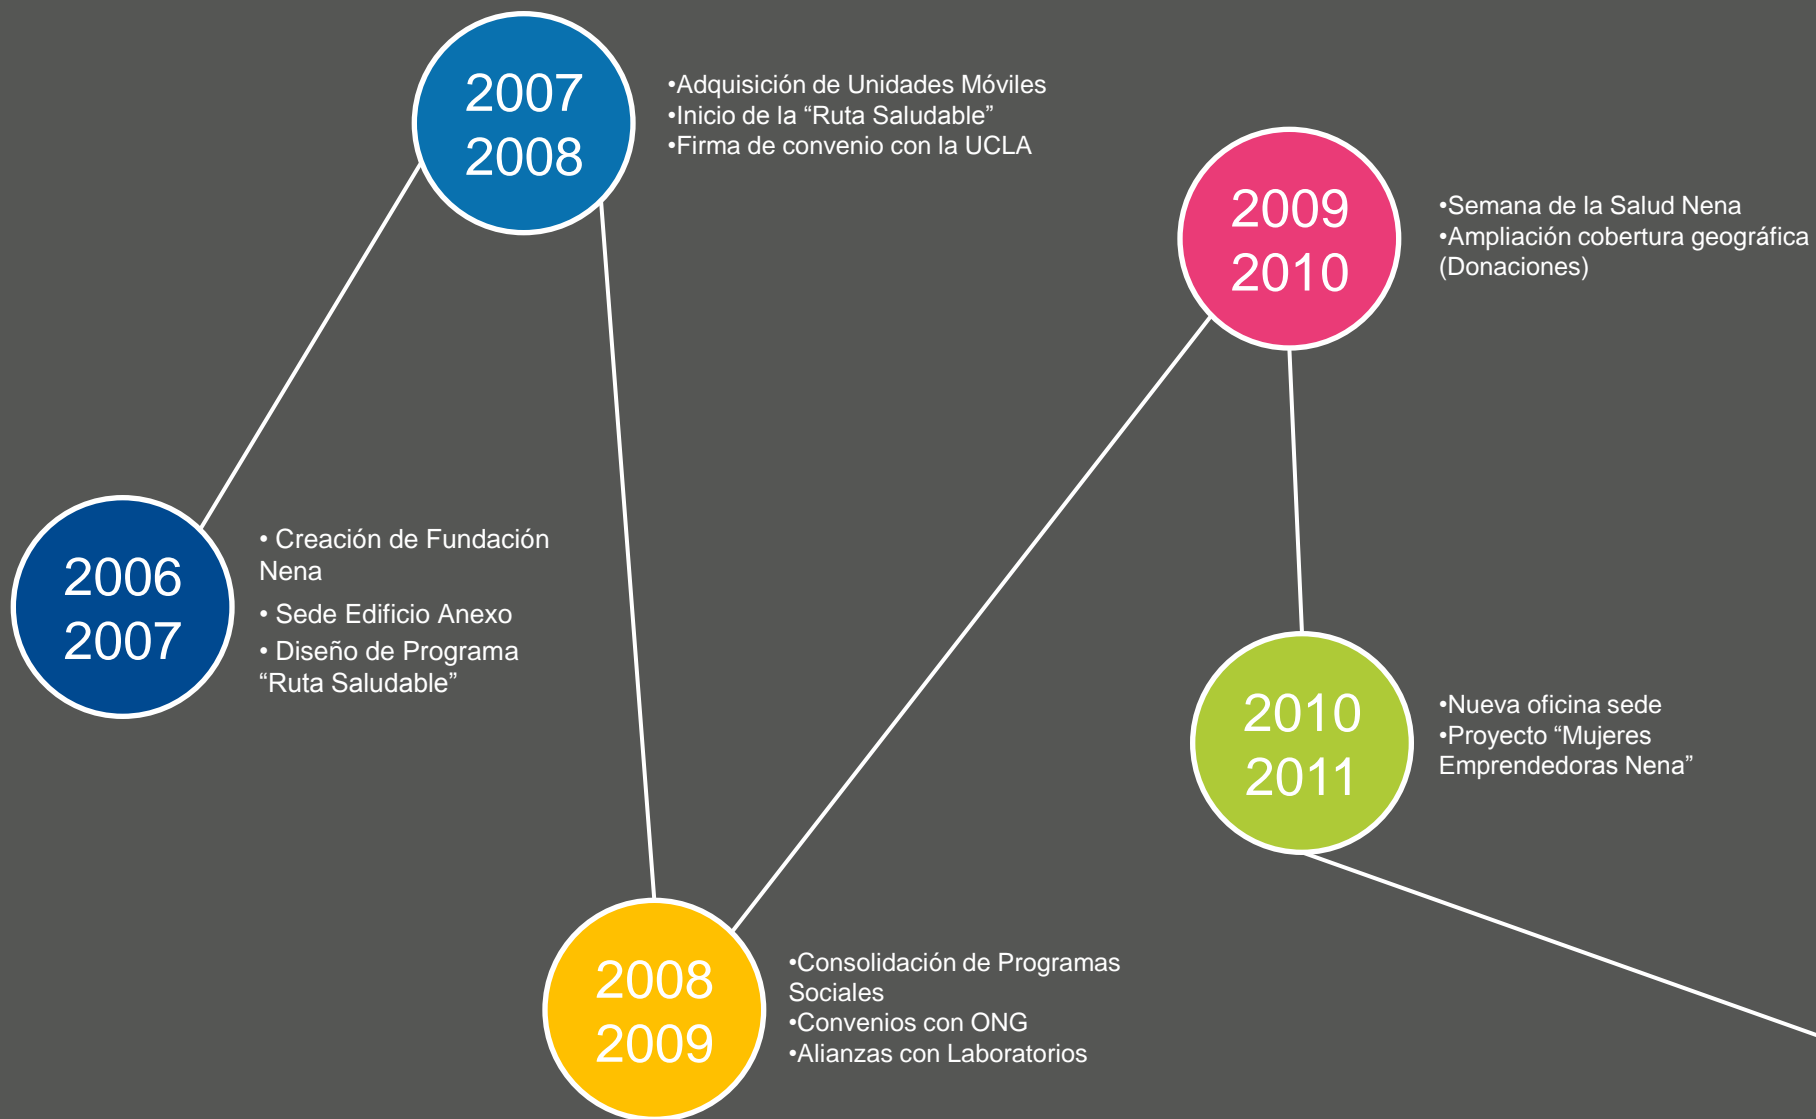 2006
2007
• Creación de Fundación
Nena
• Sede Edificio Anexo
• Diseño de Programa
“Ruta Saludable”
2007
2008
•Adquisición de Unidades Móviles
•Inicio de la “Ruta Saludable”
•Firma de convenio con la UCLA
2008
2009
•Consolidación de Programas
Sociales
•Convenios con ONG
•Alianzas con Laboratorios
2009
2010
•Semana de la Salud Nena
•Ampliación cobertura geográfica
(Donaciones)
2010
2011
•Nueva oficina sede
•Proyecto “Mujeres
Emprendedoras Nena”